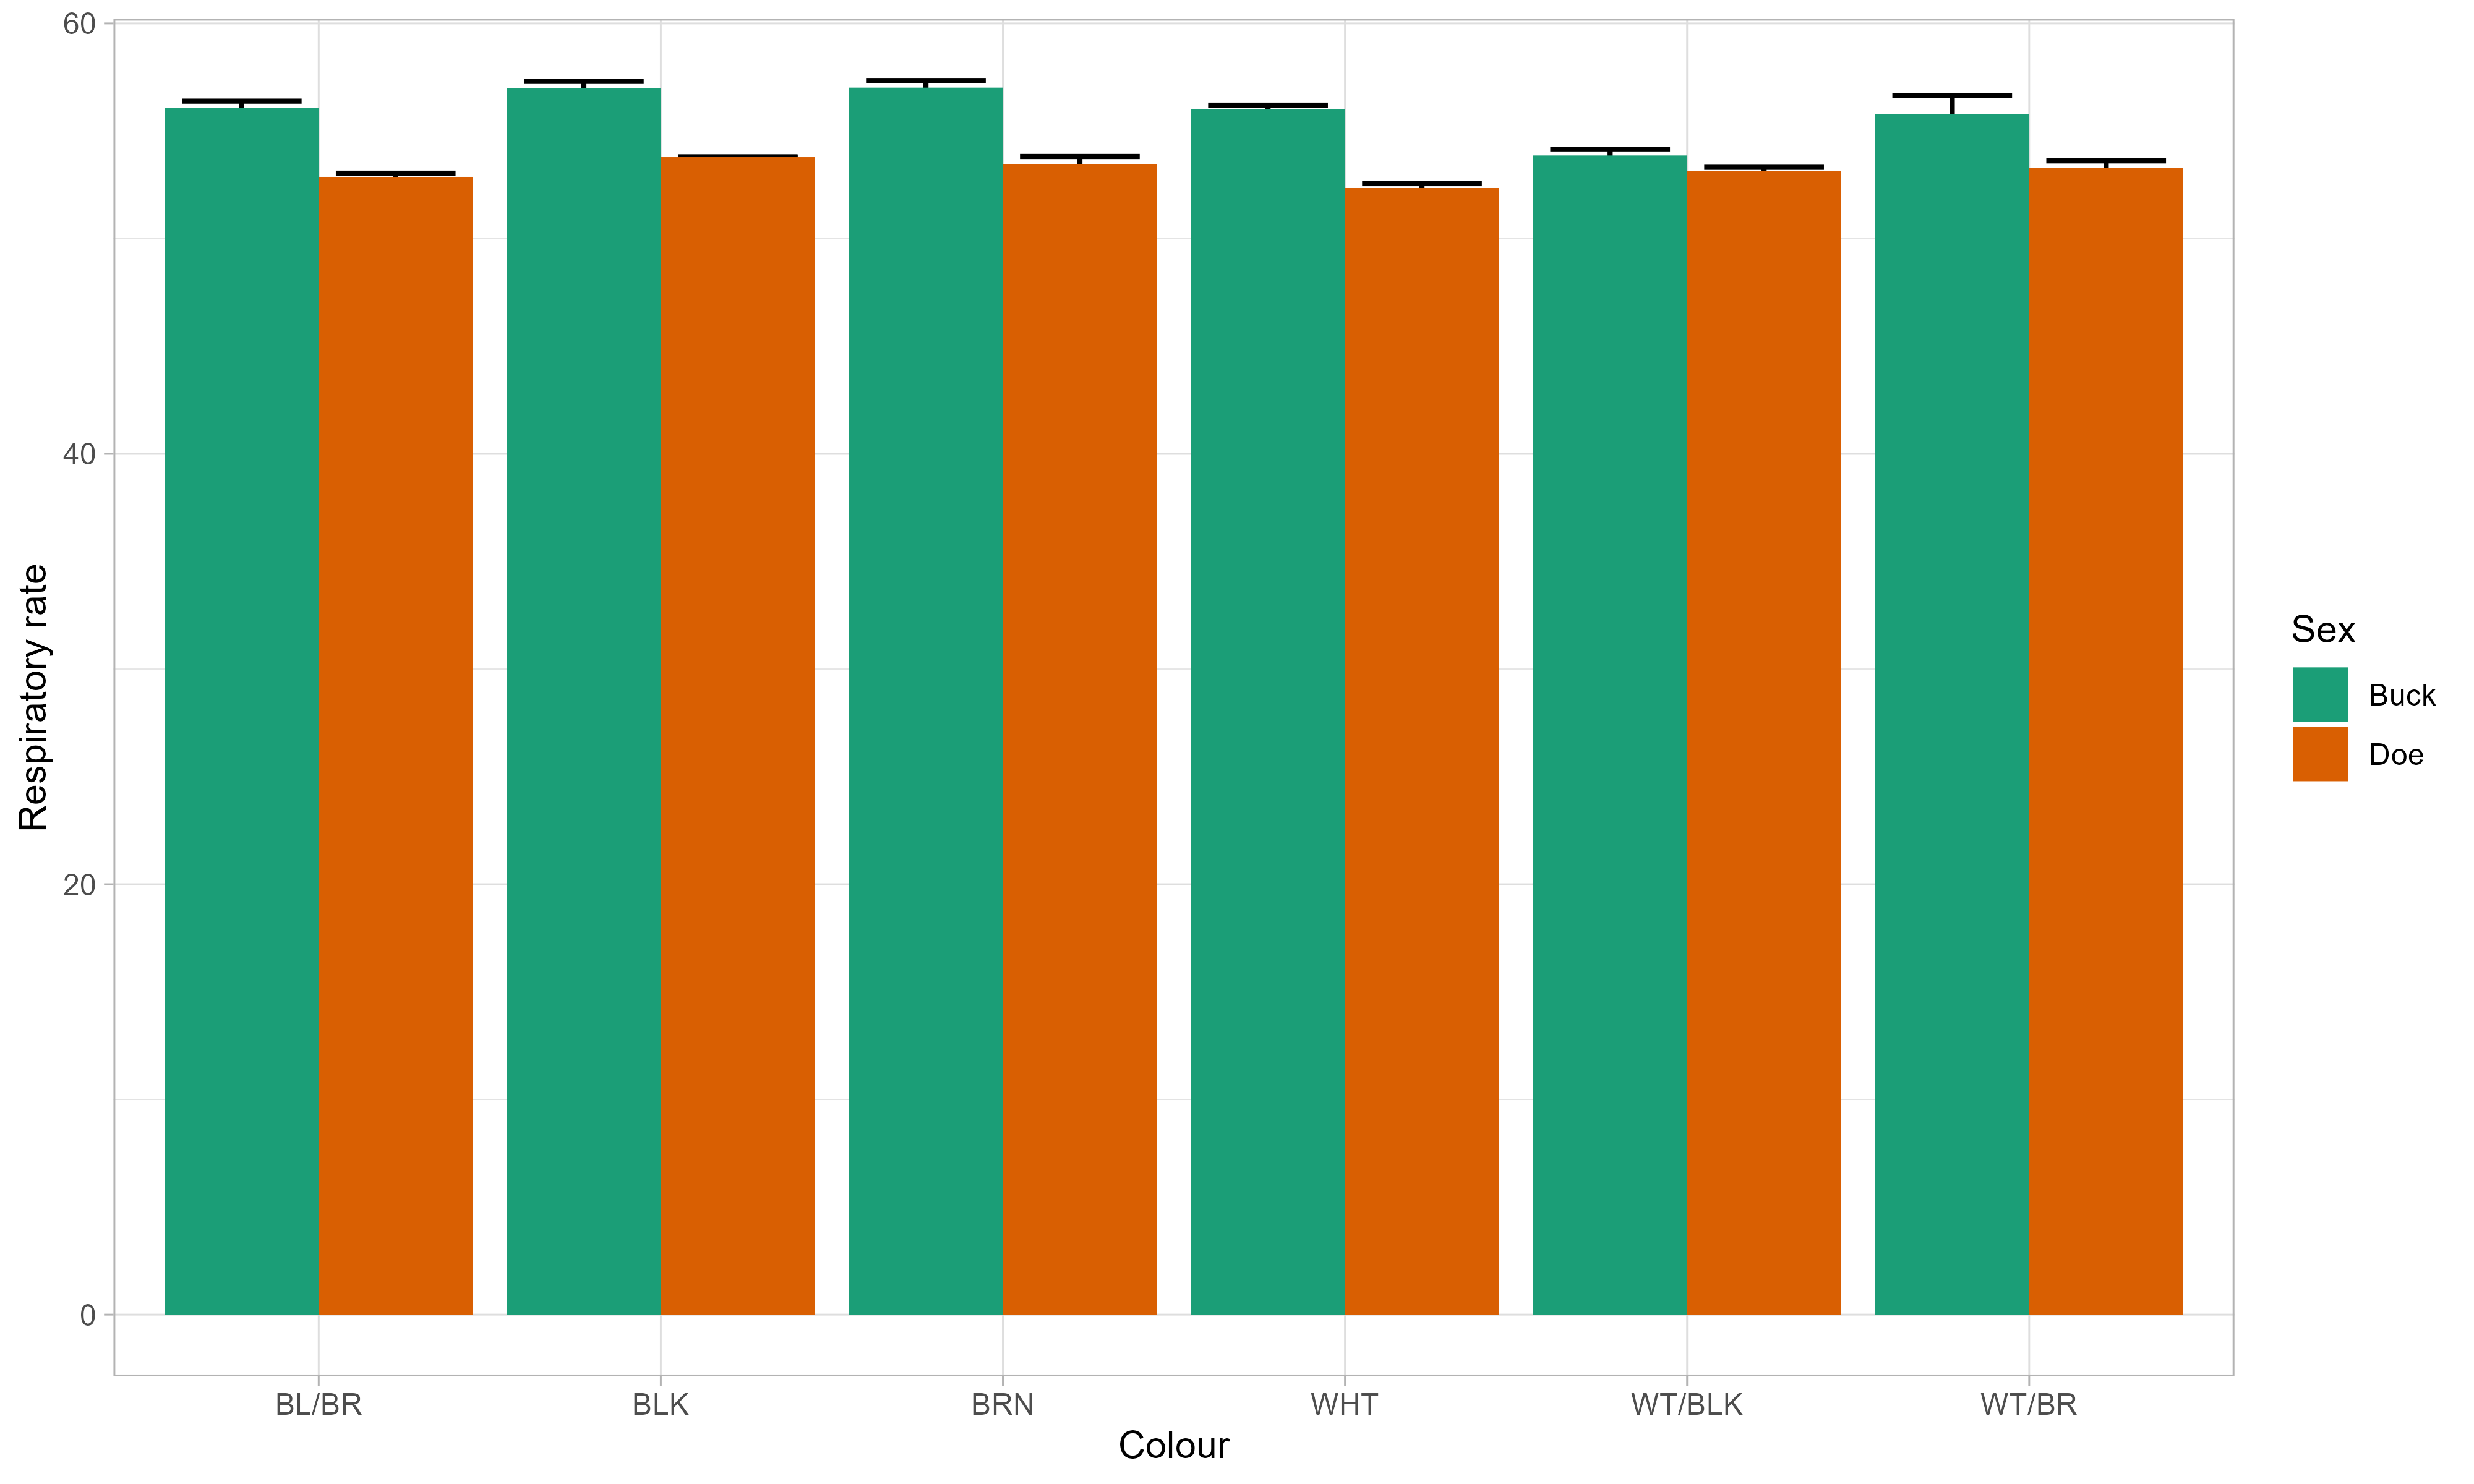 60
40
20
0
Respiratory rate
BL/BR
BLK
BRN
WHT
WT/BLK
WT/BR
Colour
Sex
Buck
Doe